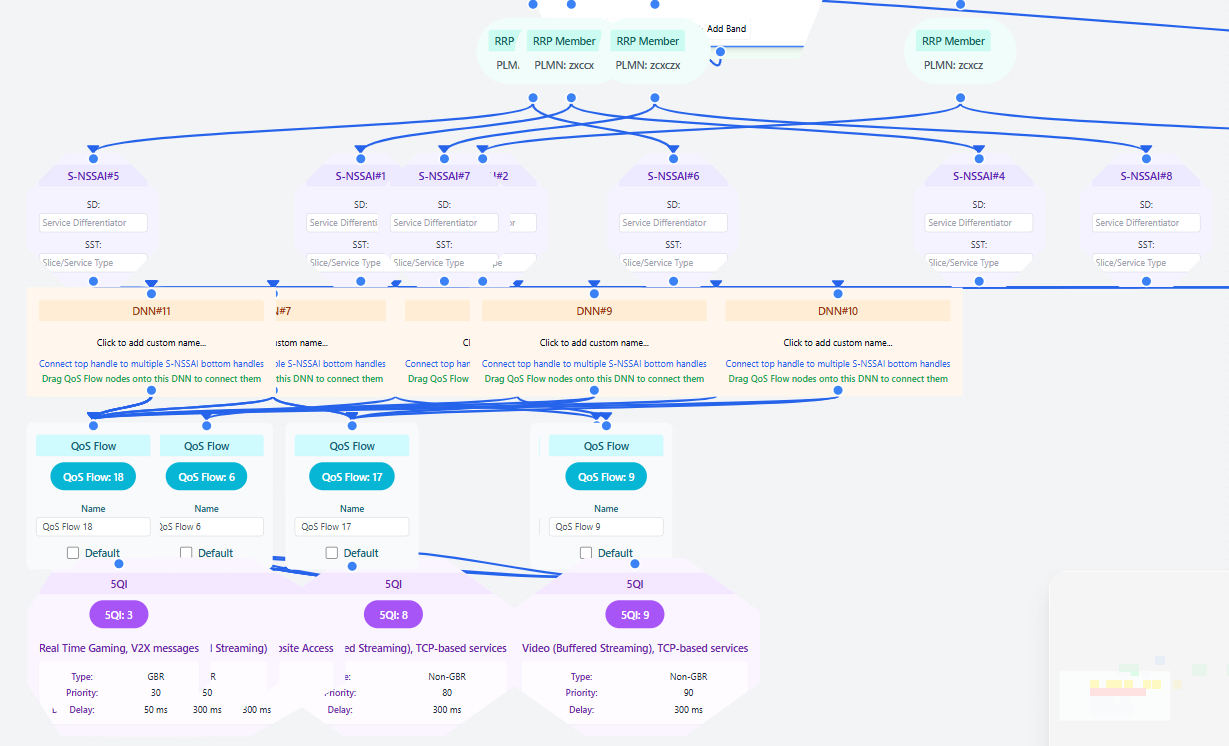 Add Band
RRP
RRP Member
RRP Member
RRP Member
PLMN: zxccx
PLMN: zcxczx
PLMN: zcxcz
S-NSSAI#5
S-NSSAI#1
S-NSSAI#7
#2
S-NSSAI#6
S-NSSAI#4
S-NSSAI#8
SD:
SD:
SD:
SD:
SD:
SD:
Service Differentiator
Service Differenti
Service Differentiator
Service Differentiator
Service Differentiator
Service Differentiator
SST:
SST:
SST:
SST:
SST:
SST:
Slice/Service Type
Slice/Service Type
Slice/Service Type
Slice/Service Type
Slice/Service Type
Slice/Service Type
DNN#11
#7
DNN#9
DNN#10
Click to add custom name...
custom name...
Click to add custom name...
Click to add custom name...
Connect top handle to multiple S-NSSAI bottom handles
ple S-NSSAI bottom handles
Connect top hand
Connect top handle to multiple S-NSSAI bottom handles
Connect top handle to multiple S-NSSAI bottom handles
Drag QoS Flow nodes onto this DNN to connect them
this DNN to connect them
Drag QoS Flow
Drag QoS Flow nodes onto this DNN to connect them
Drag QoS Flow nodes onto this DNN to connect them
QoS Flow
QoS Flow
QoS Flow
QoS Flow
QoS Flow: 18
QoS Flow: 6
QoS Flow: 17
QoS Flow: 9
Name
Name
Name
Name
QoS Flow 18
QoS Flow 6
QoS Flow 17
QoS Flow 9
Default
Default
Default
Default
5QI
5QI
5QI
5QI: 3
5QI: 8
5QI: 9
Real Time Gaming, V2X messages
Streaming)
Access
Streaming), TCP-based services
Video (Buffered Streaming), TCP-based services
Type:
GBR
Non-GBR
Type:
Non-GBR
Priority:
30
50
Priority:
80
Priority:
90
Delay:
50 ms
300 ms
300 ms
Delay:
300 ms
Delay:
300 ms